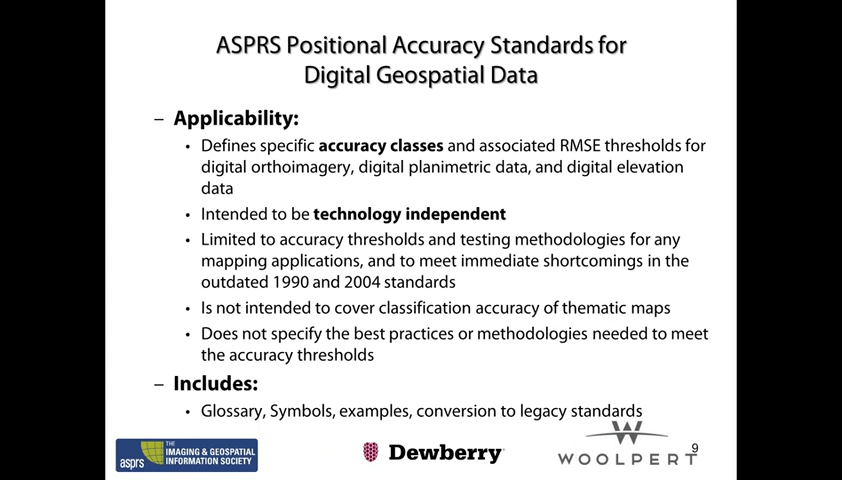 ASPRS Positional Accuracy Standards for
Digital Geospatial Data
– Applicability:
• Defines specific accuracy classes and associated RMSE thresholds for
digital orthoimagery, digital planimetric data, and digital elevation
data
• Intended to be technology independent
• Limited to accuracy thresholds and testing methodologies for any
mapping applications, and to meet immediate shortcomings in the
outdated 1990 and 2004 standards
• Is not intended to cover classification accuracy of thematic maps
• Does not specify the best practices or methodologies needed to meet
the accuracy thresholds
– Includes:
• Glossary, Symbols, examples, conversion to legacy standards
asprs THE
IMAGING & GEOSPATIAL
INFORMATION SOCIETY
Dewberry
WOOLPERT
9